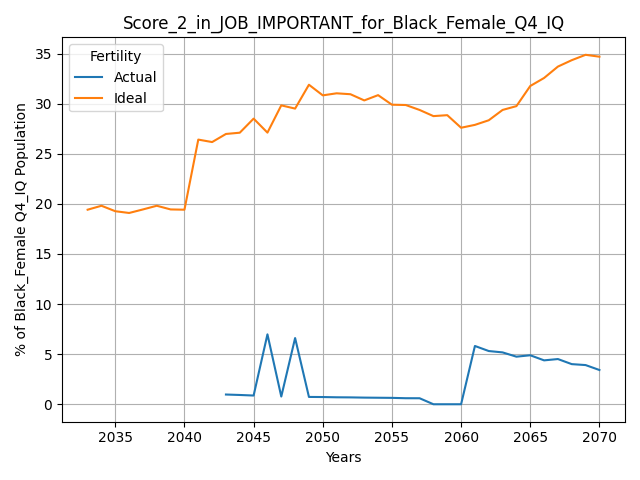 Score_2_in_JOB_IMPORTANT_for_Black_Female_Q4_IQ
Fertility
Actual
Ideal
% of Black_Female Q4_IQ Population
35
30
25
20
15
10
5
0
2035 2040 2045 2050 2055 2060 2065 2070
Years